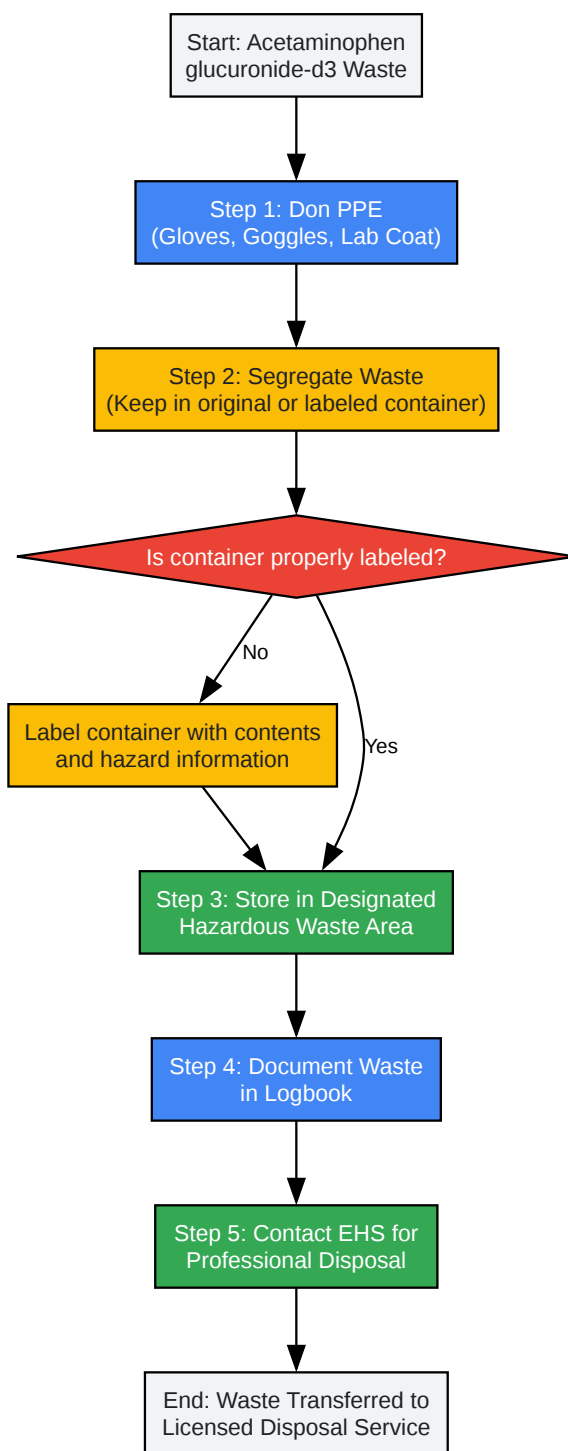 Start: Acetaminophen
glucuronide-d3 Waste
Step 1: Don PPE
(Gloves, Goggles, Lab Coat)
Step 2: Segregate Waste
(Keep in original or labeled container)
Is container properly labeled?
No
Label container with contents
and hazard information
Yes
Step 3: Store in Designated
Hazardous Waste Area
Step 4: Document Waste
in Logbook
Step 5: Contact EHS for
Professional Disposal
End: Waste Transferred to
Licensed Disposal Service